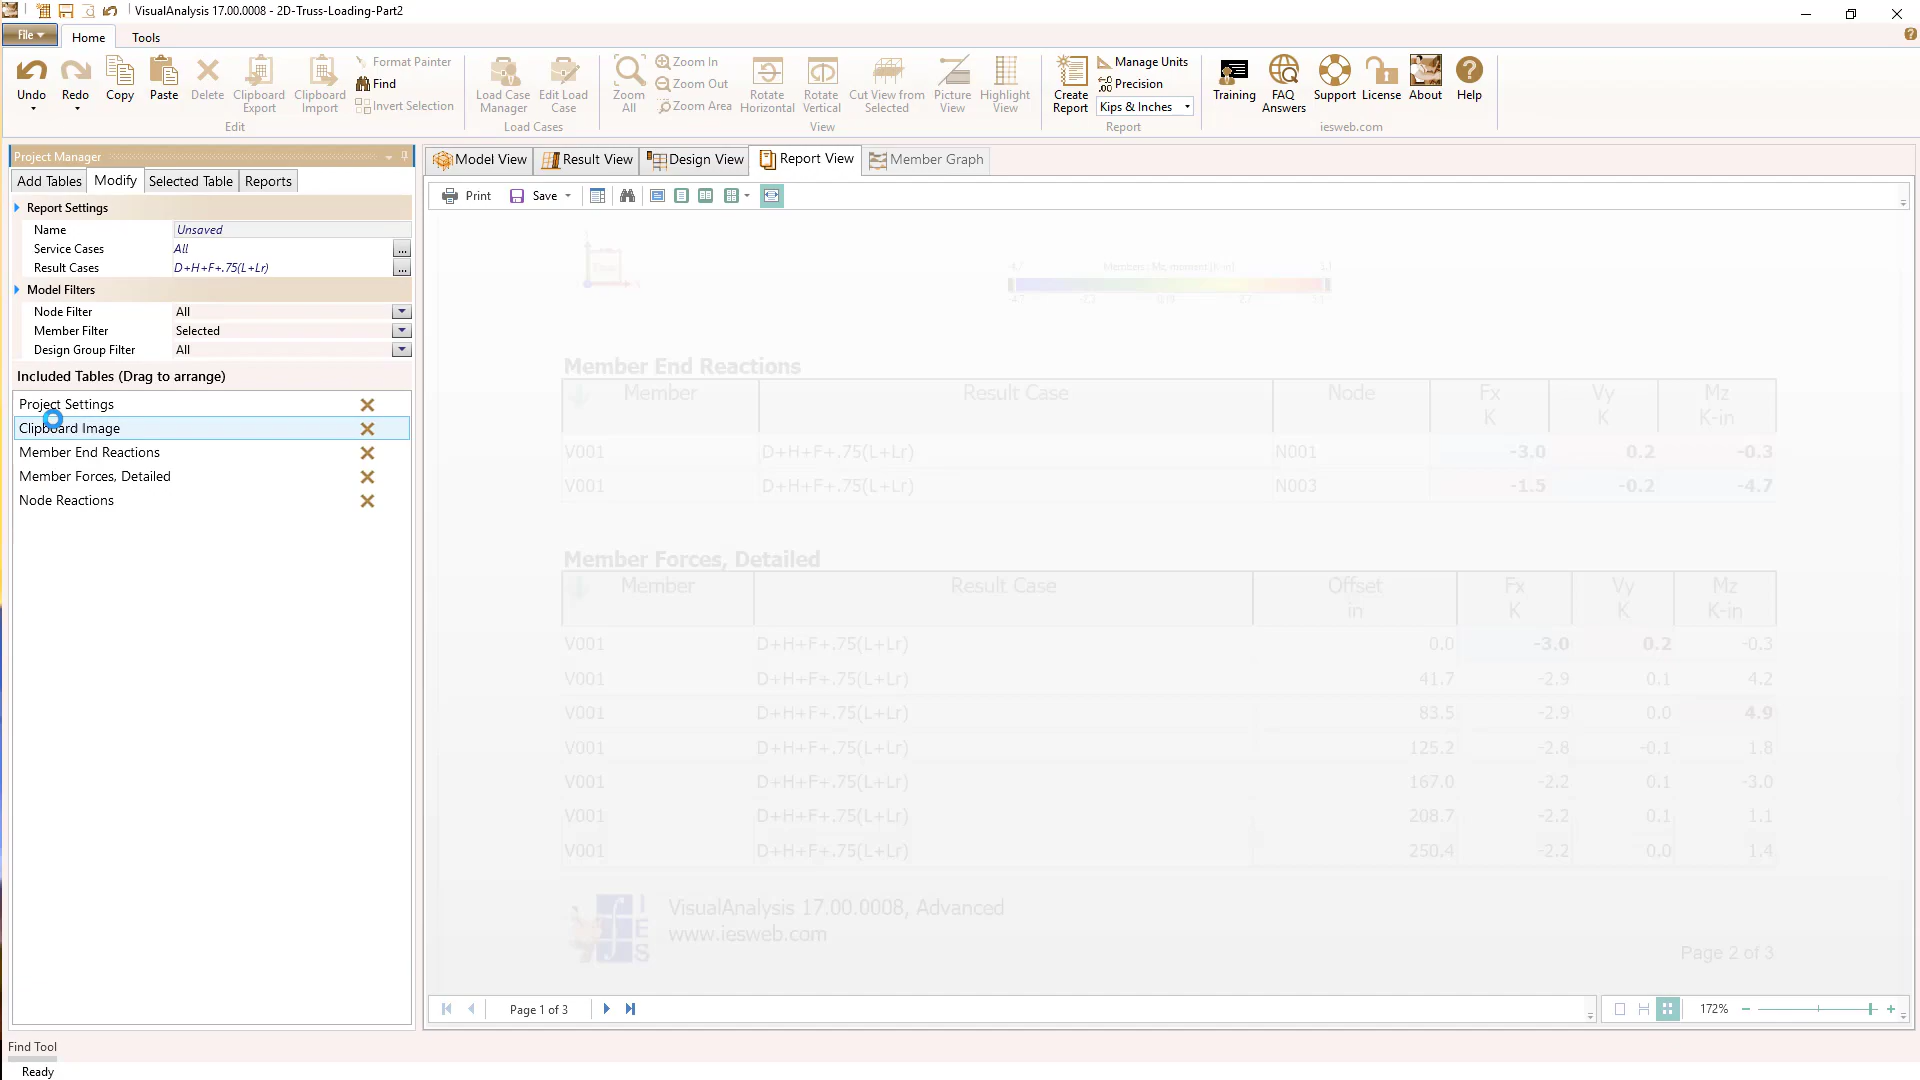 VisualAnalysis 17.00.0008 - 2D-Truss-Loading-Part2
File
Home
Tools
Undo
Redo
Copy
Paste
Delete
Clipboard Export
Clipboard Import
Format Painter
Find
Invert Selection
Edit
Load Case Manager
Edit Load Case
Load Cases
Zoom All
Zoom In
Zoom Out
Zoom Area
Rotate Horizontal
Rotate Vertical
Cut View from Selected
Picture View
Highlight View
View
Create Report
Manage Units
Precision
Kips & Inches
Report
Training
FAQ Answers
Support
License
About
Help
iesweb.com
Project Manager
Add Tables
Modify
Selected Table
Reports
Report Settings
Name Unsaved
Service Cases All
Result Cases D+H+F+.75(L+Lr)
Model Filters
Node Filter All
Member Filter Selected
Design Group Filter All
Included Tables (Drag to arrange)
Project Settings
Clipboard Image
Member End Reactions
Member Forces, Detailed
Node Reactions
Model View
Result View
Design View
Report View
Member Graph
Print
Save
Members : Mz, moment [K-in]
Member End Reactions
Member Result Case Node Fx K Vy K Mz K-in
V001 D+H+F+.75(L+Lr) N001 -3.0 0.2 -0.3
V001 D+H+F+.75(L+Lr) N003 -1.5 -0.2 -4.7
Member Forces, Detailed
Member Result Case Offset in Fx K Vy K Mz K-in
V001 D+H+F+.75(L+Lr) 0.0 -3.0 0.2 -0.3
V001 D+H+F+.75(L+Lr) 41.7 -2.9 0.1 4.2
V001 D+H+F+.75(L+Lr) 83.5 -2.9 0.0 4.9
V001 D+H+F+.75(L+Lr) 125.2 -2.8 -0.1 1.8
V001 D+H+F+.75(L+Lr) 167.0 -2.2 0.1 -3.0
V001 D+H+F+.75(L+Lr) 208.7 -2.2 0.1 1.1
V001 D+H+F+.75(L+Lr) 250.4 -2.2 0.0 1.4
IES
VisualAnalysis 17.00.0008, Advanced
www.iesweb.com
Page 2 of 3
Page 1 of 3
172%
Find Tool
Ready